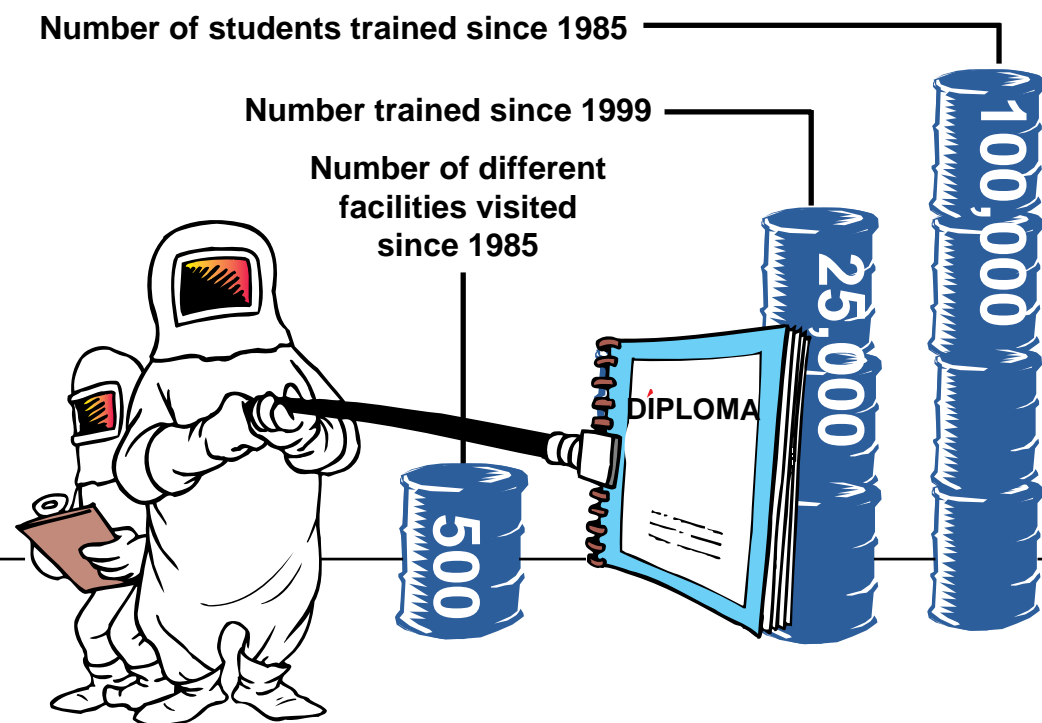 Number of students trained since 1985
100,000
Number trained since 1999
25,000
Number of different
facilities visited
since 1985
500
DÍPLOMA